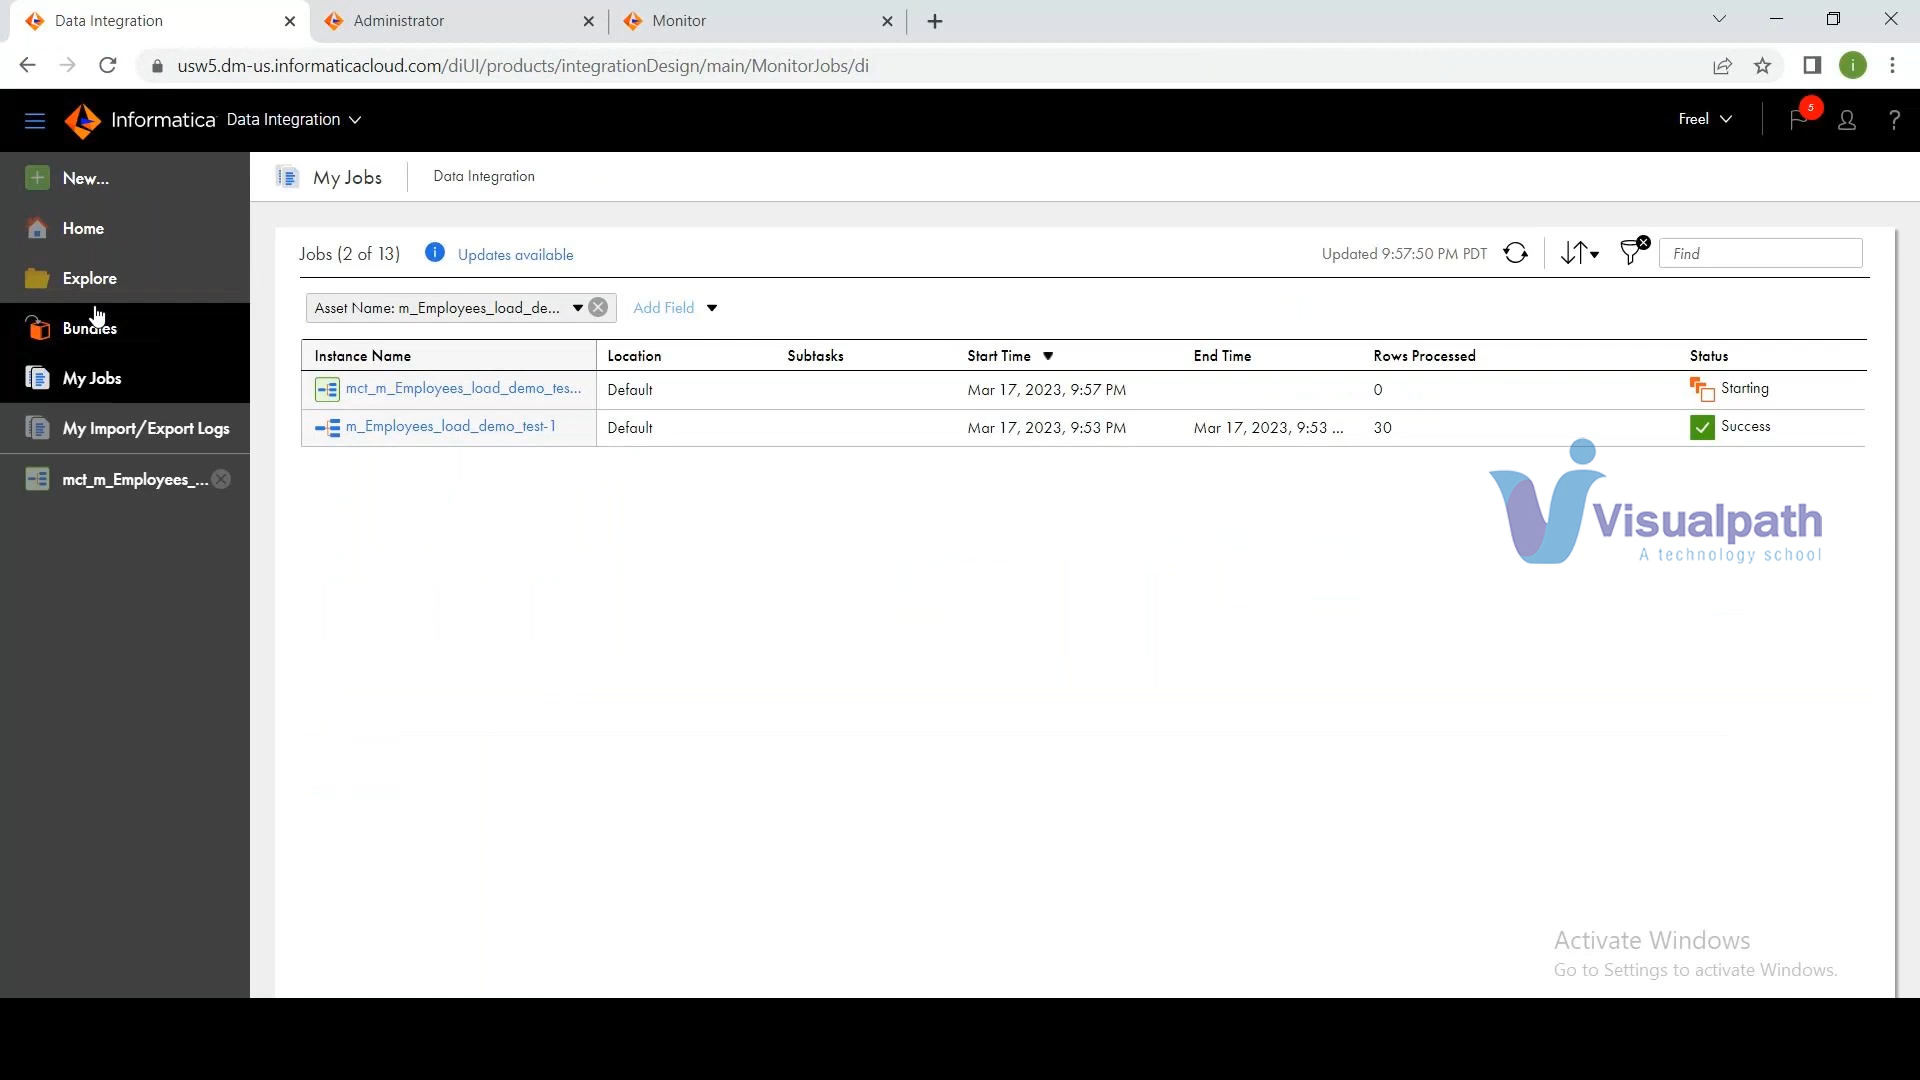 Data Integration
Administrator
Monitor
usw5.dm-us.informaticacloud.com/diUI/products/integrationDesign/main/MonitorJobs/di
i
Informatica Data Integration
Freel
5
?
New...
Home
Explore
Bundles
My Jobs
My Import/Export Logs
mct_m_Employees_...
My Jobs
Data Integration
Jobs (2 of 13)
Updates available
Updated 9:57:50 PM PDT
Find
Asset Name: m_Employees_load_de...
Add Field
Instance Name Location Subtasks Start Time End Time Rows Processed Status
mct_m_Employees_load_demo_tes... Default Mar 17, 2023, 9:57 PM 0 Starting
m_Employees_load_demo_test-1 Default Mar 17, 2023, 9:53 PM Mar 17, 2023, 9:53 ... 30 Success
Visualpath
A technology school
Activate Windows
Go to Settings to activate Windows.